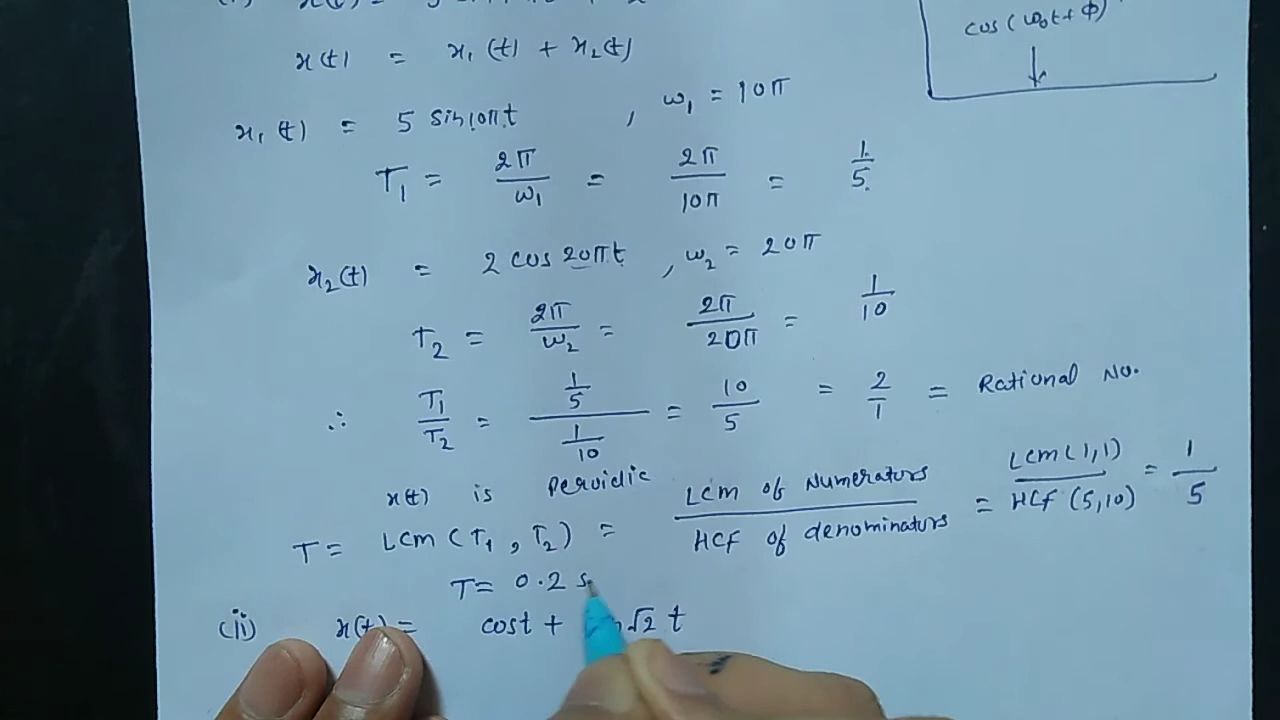 x(t) = x₁(t) + x₂(t)
cos(ω₀t+Φ)
x₁(t) = 5 sin10πt , ω₁ = 10π
T₁ = 2π/ω₁ = 2π/10π = 1/5
x₂(t) = 2 cos 20πt , ω₂ = 20π
T₂ = 2π/ω₂ = 2π/20π = 1/10
∴ T₁/T₂ = (1/5)/(1/10) = 10/5 = 2/1 = Rational No.
x(t) is Peroidic
T = LCM (T₁, T₂) = LCM of Numerators/HCF of denominators = LCM(1,1)/HCF (5,10) = 1/5
T = 0.2 s
(ii) x(t) = cost + √2 t